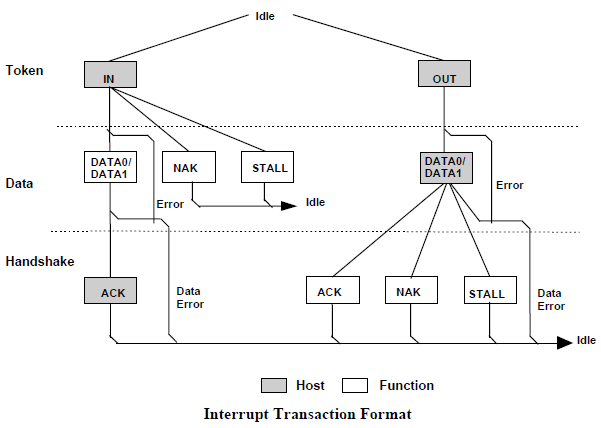 Idle
Token
IN
OUT
Data
DATA0/
DATA1
NAK
STALL
DATA0/
DATA1
Error
Error
Idle
Handshake
ACK
Data
Error
ACK
NAK
STALL
Data
Error
Idle
Host
Function
Interrupt Transaction Format